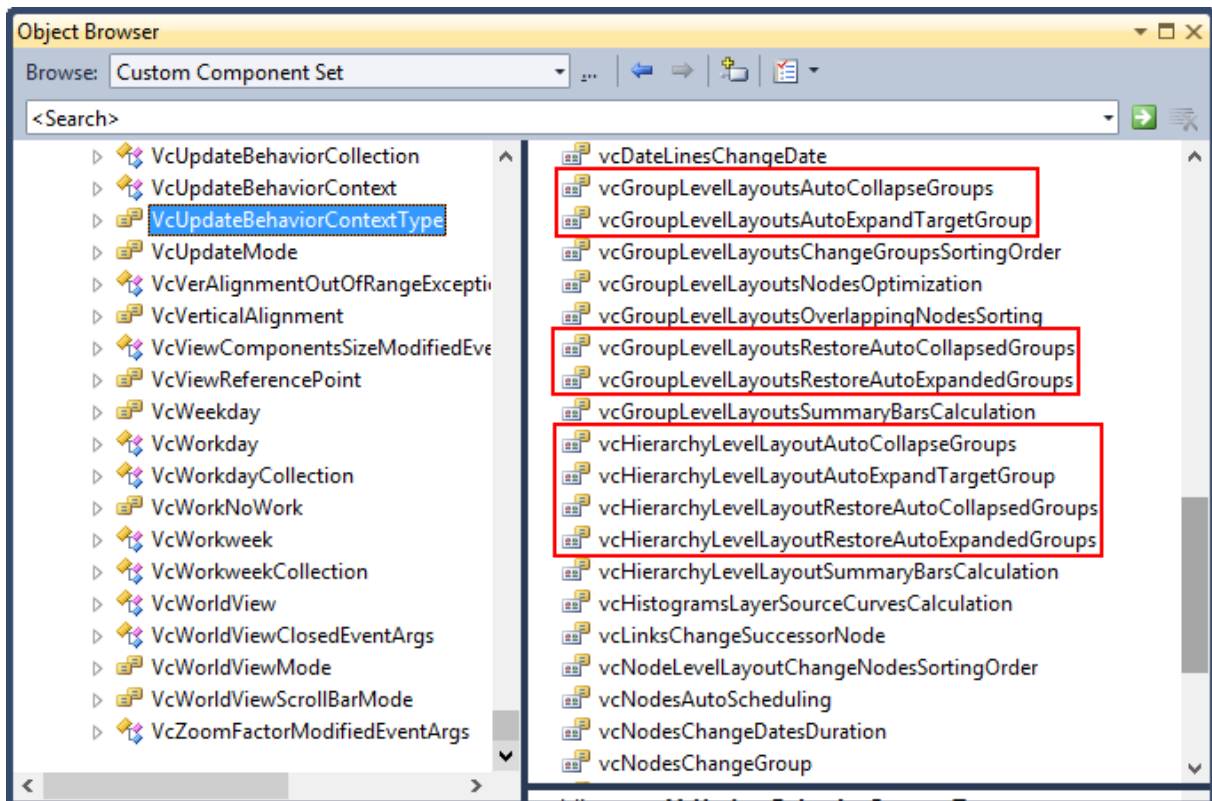 Object Browser
Browse: Custom Component Set ...
<Search>
VcUpdateBehaviorCollection
VcUpdateBehaviorContext
VcUpdateBehaviorContextType
VcUpdateMode
VcVerAlignmentOutOfRangeExcepti
VcVerticalAlignment
VcViewComponentsSizeModifiedEve
VcViewReferencePoint
VcWeekday
VcWorkday
VcWorkdayCollection
VcWorkNoWork
VcWorkweek
VcWorkweekCollection
VcWorldView
VcWorldViewClosedEventArgs
VcWorldViewMode
VcWorldViewScrollBarMode
VcZoomFactorModifiedEventArgs
vcDateLinesChangeDate
vcGroupLevelLayoutsAutoCollapseGroups
vcGroupLevelLayoutsAutoExpandTargetGroup
vcGroupLevelLayoutsChangeGroupsSortingOrder
vcGroupLevelLayoutsNodesOptimization
vcGroupLevelLayoutsOverlappingNodesSorting
vcGroupLevelLayoutsRestoreAutoCollapsedGroups
vcGroupLevelLayoutsRestoreAutoExpandedGroups
vcGroupLevelLayoutsSummaryBarsCalculation
vcHierarchyLevelLayoutAutoCollapseGroups
vcHierarchyLevelLayoutAutoExpandTargetGroup
vcHierarchyLevelLayoutRestoreAutoCollapsedGroups
vcHierarchyLevelLayoutRestoreAutoExpandedGroups
vcHierarchyLevelLayoutSummaryBarsCalculation
vcHistogramsLayerSourceCurvesCalculation
vcLinksChangeSuccessorNode
vcNodeLevelLayoutChangeNodesSortingOrder
vcNodesAutoScheduling
vcNodesChangeDatesDuration
vcNodesChangeGroup